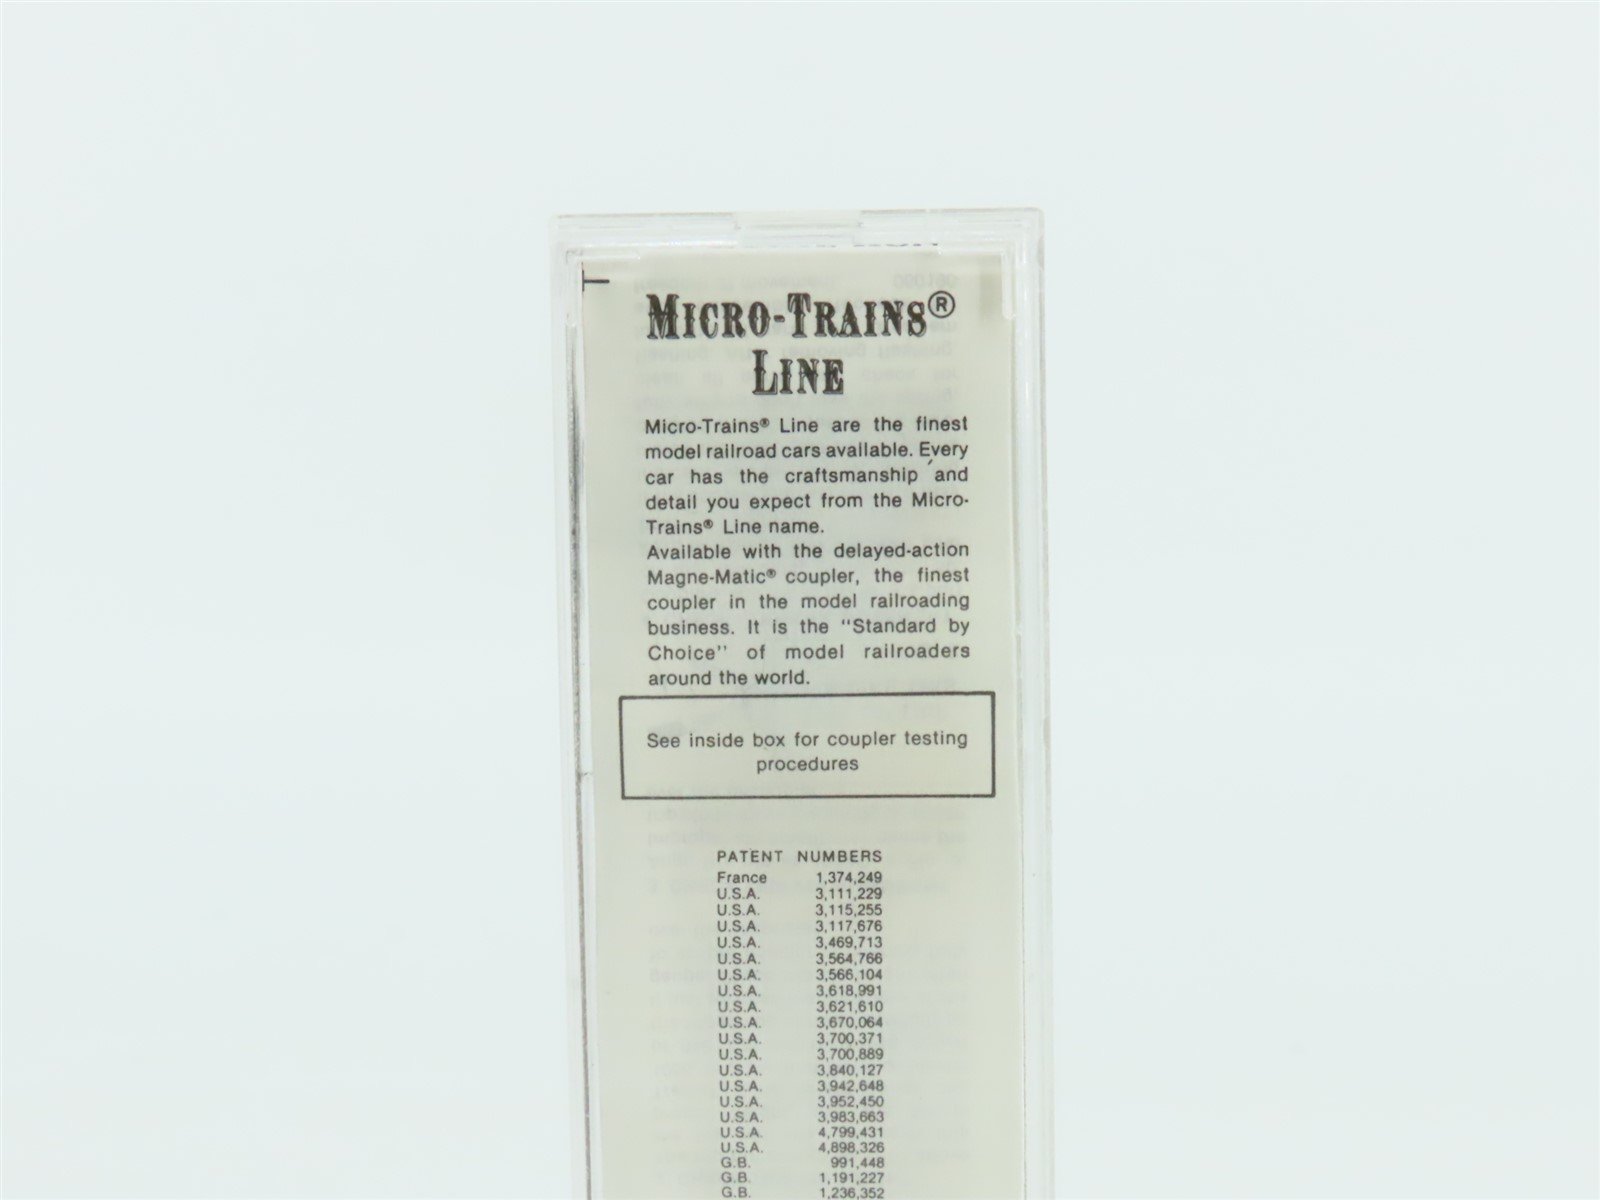 MICRO-TRAINS®
LINE
Micro-Trains® Line are the finest
model railroad cars available. Every
car has the craftsmanship and
detail you expect from the Micro-
Trains® Line name.
Available with the delayed-action
Magne-Matic® coupler, the finest
coupler in the model railroading
business. It is the "Standard by
Choice" of model railroaders
around the world.
See inside box for coupler testing
procedures
PATENT NUMBERS
France 1,374,249
U.S.A. 3,111,229
U.S.A. 3,115,255
U.S.A. 3,117,676
U.S.A. 3,469,713
U.S.A. 3,564,766
U.S.A. 3,566,104
U.S.A. 3,618,991
U.S.A. 3,621,610
U.S.A. 3,670,064
U.S.A. 3,700,371
U.S.A. 3,700,889
U.S.A. 3,840,127
U.S.A. 3,942,648
U.S.A. 3,952,450
U.S.A. 3,983,663
U.S.A. 4,799,431
U.S.A. 4,898,326
G.B. 991,448
G.B. 1,191,227
G.B. 1,236,352